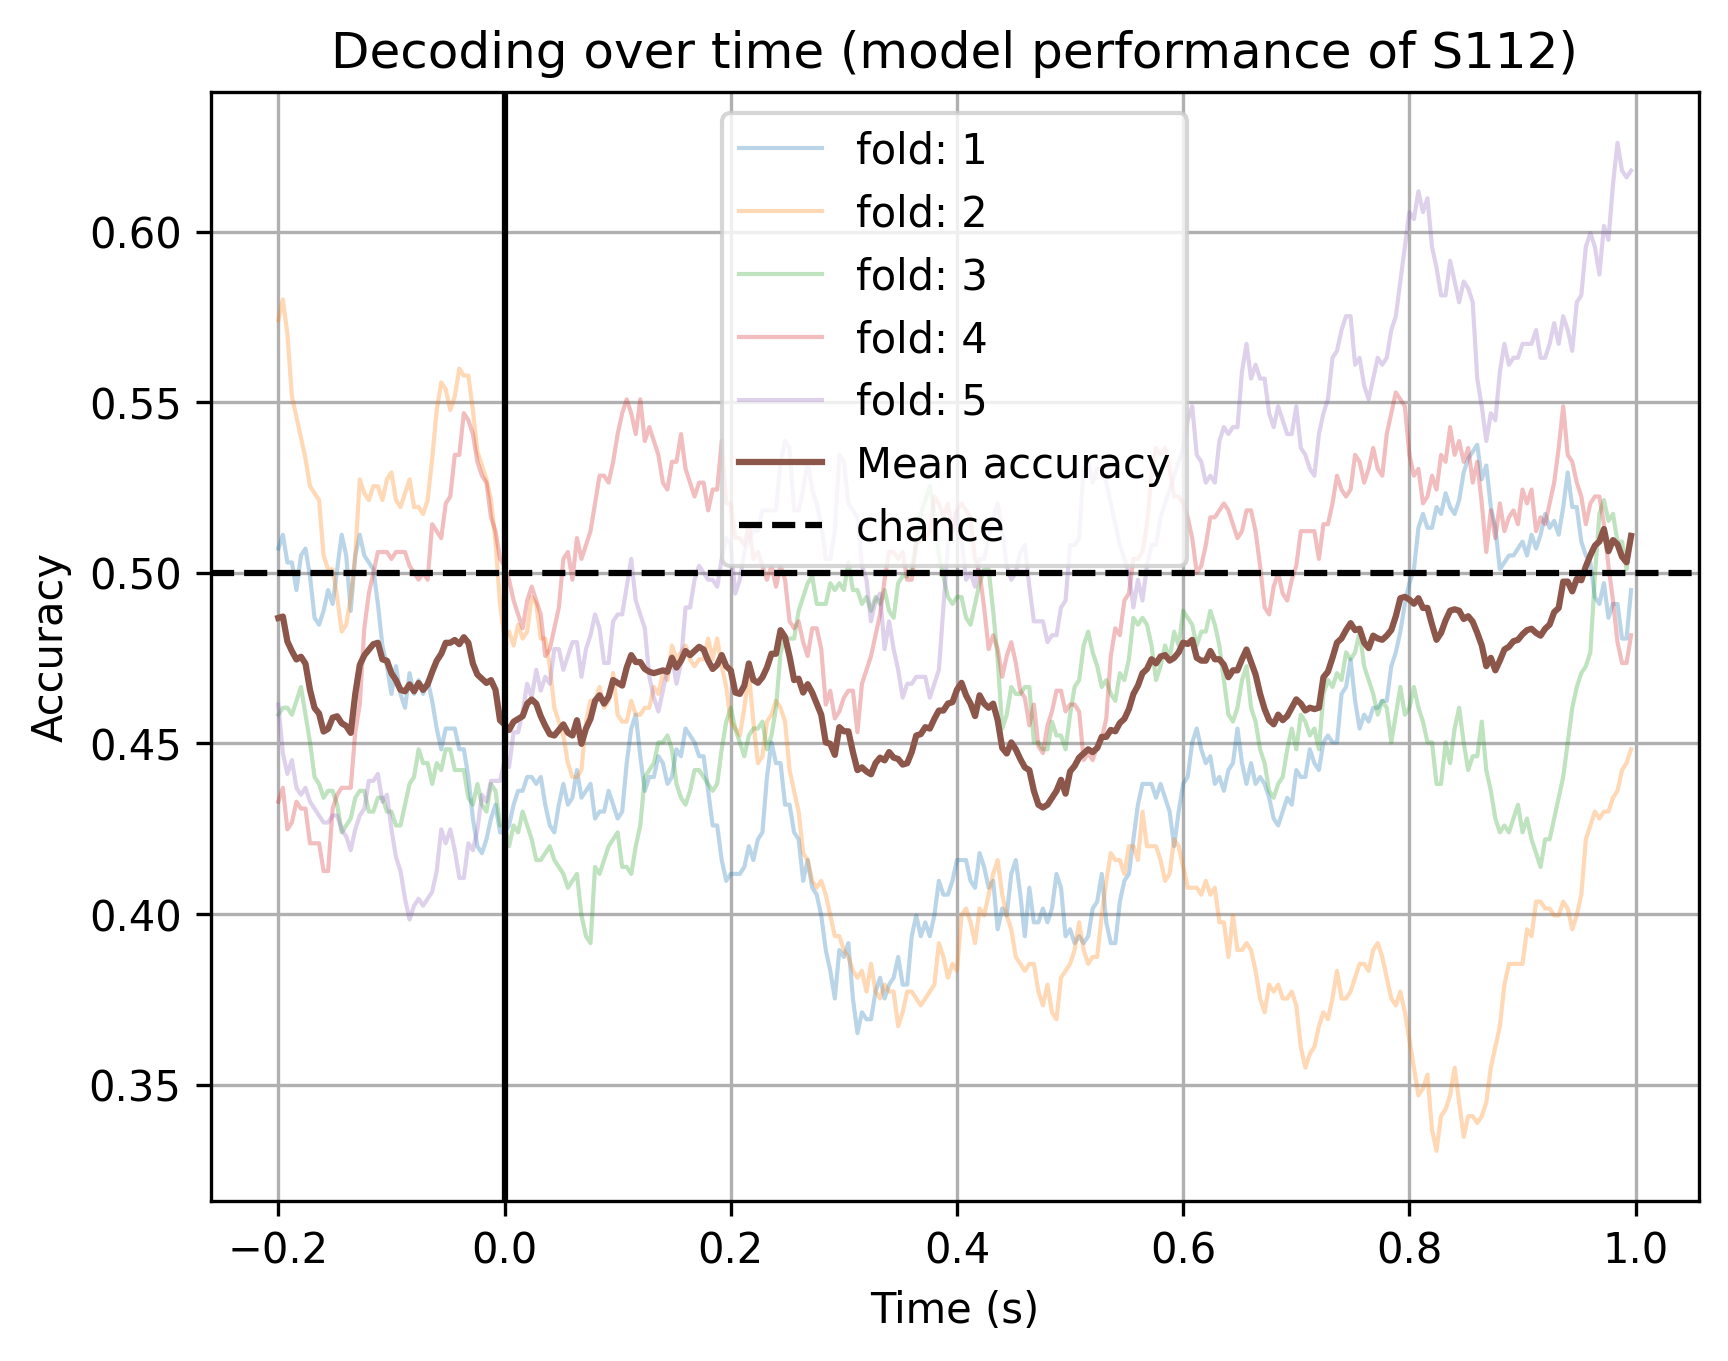 Decoding over time (model performance of S112)
fold: 1
fold: 2
fold: 3
fold: 4
fold: 5
Mean accuracy
chance
Accuracy
0.60
0.55
0.50
0.45
0.40
0.35
−0.2 0.0 0.2 0.4 0.6 0.8 1.0
Time (s)